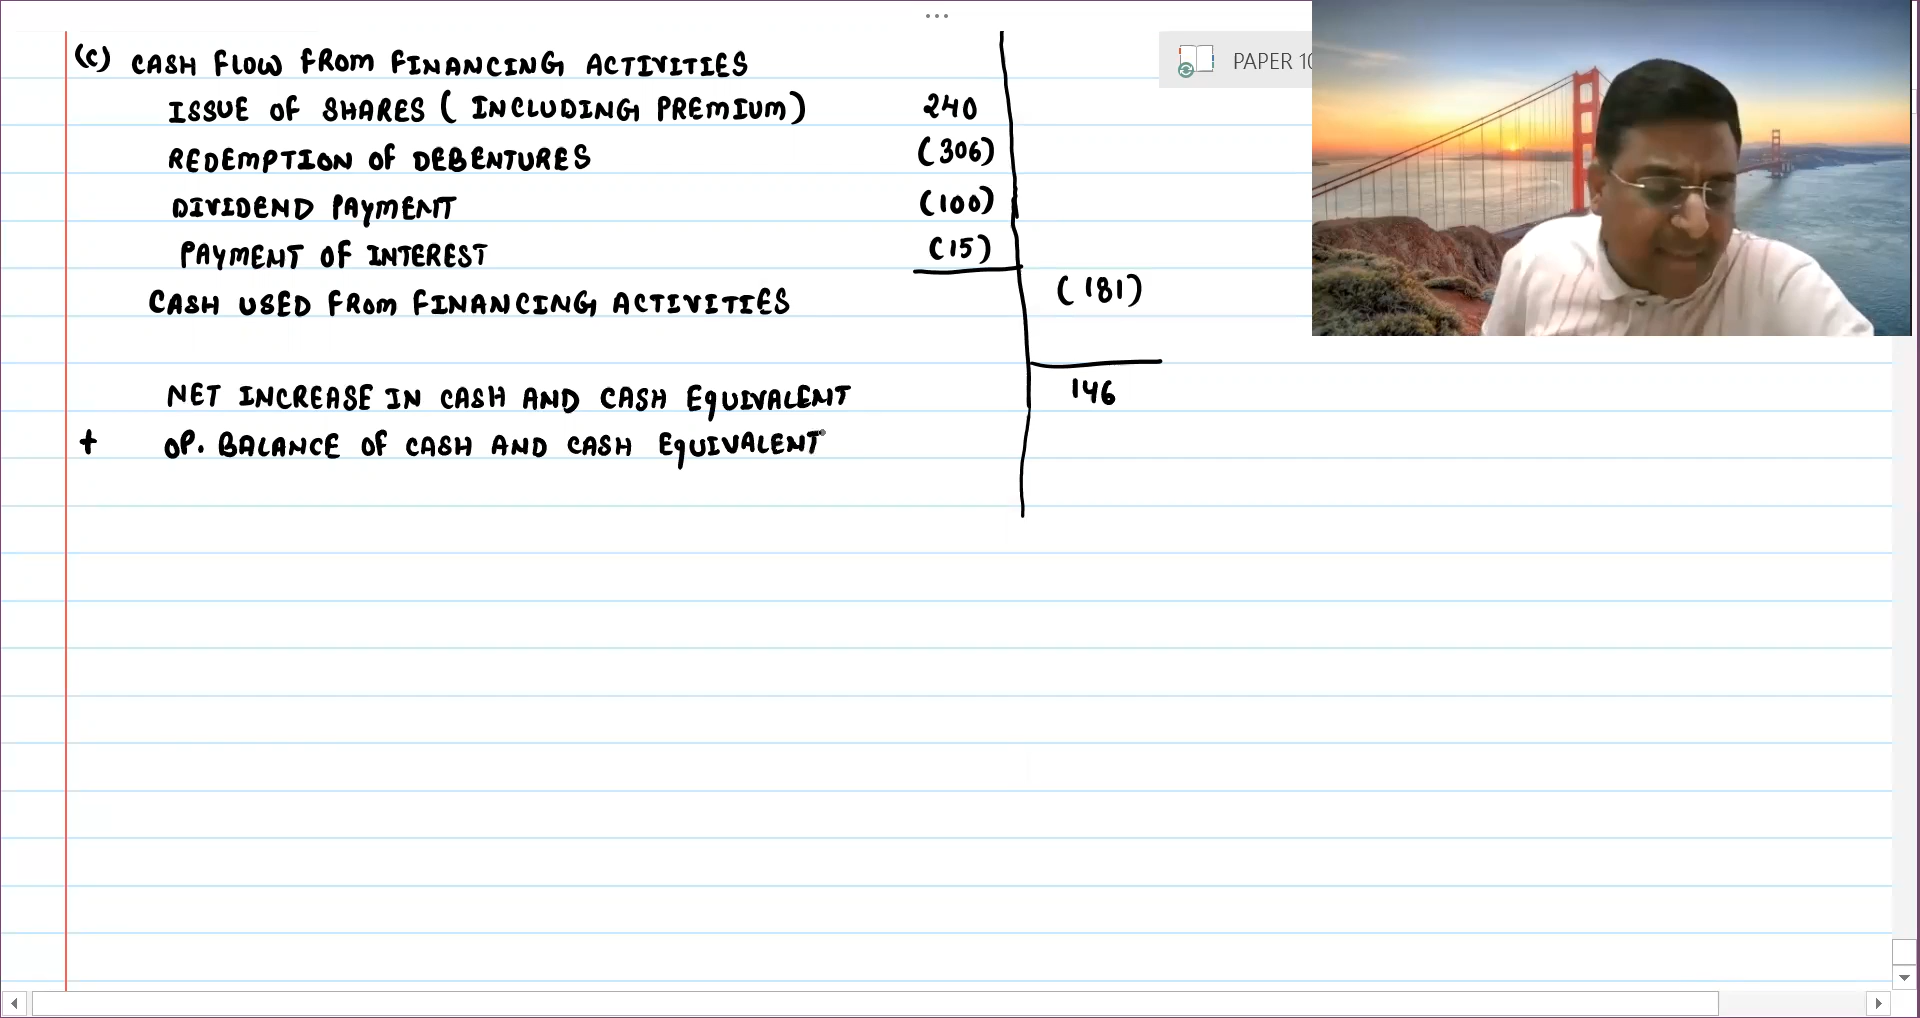 (C) CASH FLOW FROM FINANCING ACTIVITIES
ISSUE OF SHARES (INCLUDING PREMIUM) 240
REDEMPTION OF DEBENTURES (306)
DIVIDEND PAYMENT (100)
PAYMENT OF INTEREST (15)
CASH USED FROM FINANCING ACTIVITIES (181)
NET INCREASE IN CASH AND CASH EQUIVALENT 146
+ OP. BALANCE OF CASH AND CASH EQUIVALENT
PAPER 10